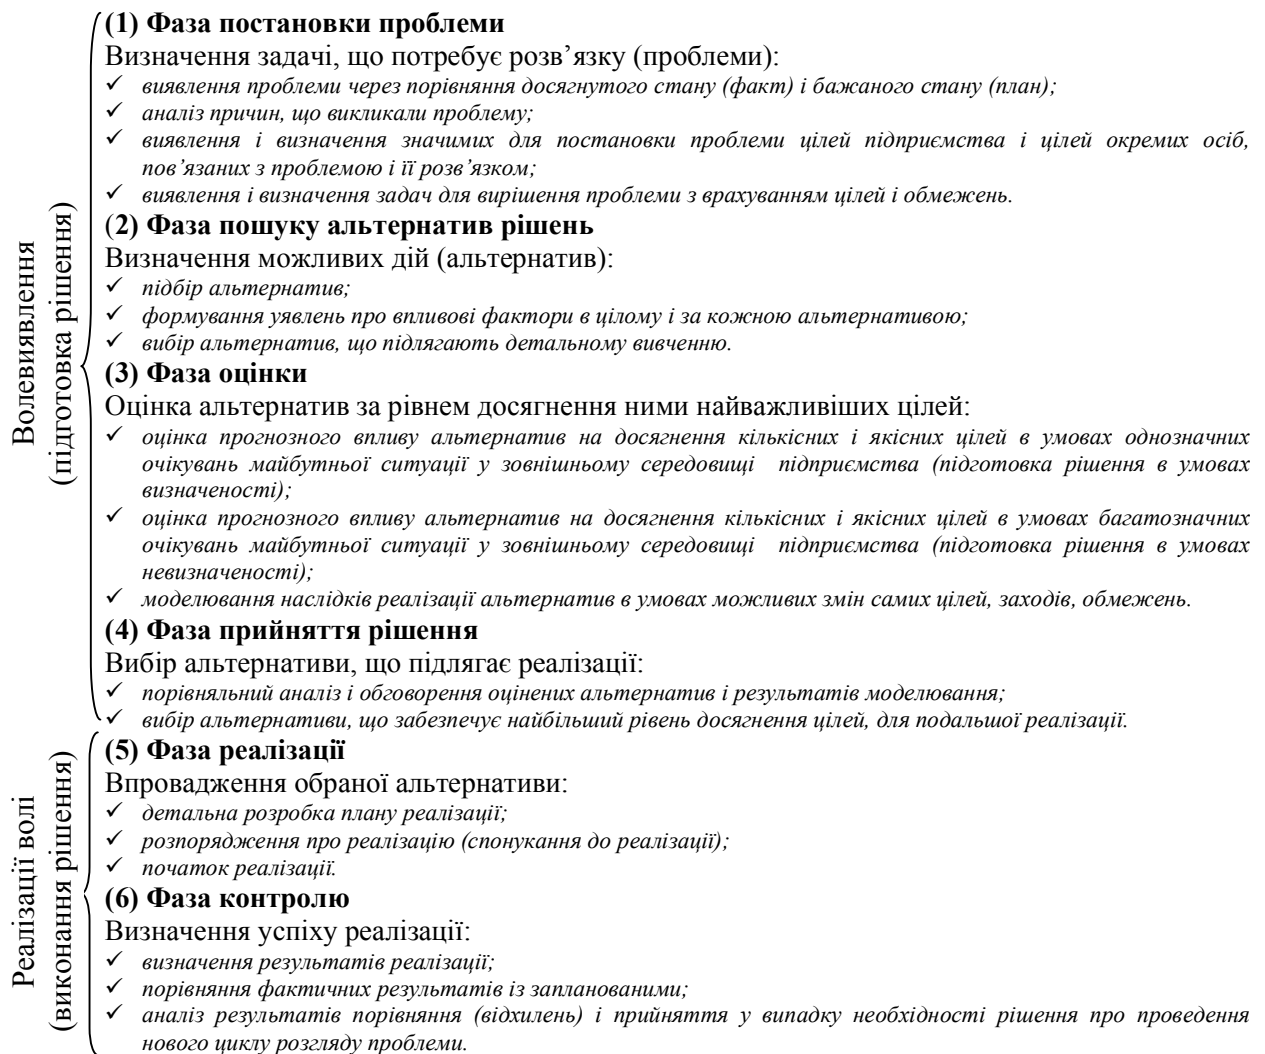 Волевиявлення
(підготовка рішення)
(1) Фаза постановки проблеми
Визначення задачі, що потребує розв’язку (проблеми):
✓ виявлення проблеми через порівняння досягнутого стану (факт) і бажаного стану (план);
✓ аналіз причин, що викликали проблему;
✓ виявлення і визначення значимих для постановки проблеми цілей підприємства і цілей окремих осіб,
пов’язаних з проблемою і її розв’язком;
✓ виявлення і визначення задач для вирішення проблеми з врахуванням цілей і обмежень.
(2) Фаза пошуку альтернатив рішень
Визначення можливих дій (альтернатив):
✓ підбір альтернатив;
✓ формування уявлень про впливові фактори в цілому і за кожною альтернативою;
✓ вибір альтернатив, що підлягають детальному вивченню.
(3) Фаза оцінки
Оцінка альтернатив за рівнем досягнення ними найважливіших цілей:
✓ оцінка прогнозного впливу альтернатив на досягнення кількісних і якісних цілей в умовах однозначних
очікувань майбутньої ситуації у зовнішньому середовищі підприємства (підготовка рішення в умовах
визначеності);
✓ оцінка прогнозного впливу альтернатив на досягнення кількісних і якісних цілей в умовах багатозначних
очікувань майбутньої ситуації у зовнішньому середовищі підприємства (підготовка рішення в умовах
невизначеності);
✓ моделювання наслідків реалізації альтернатив в умовах можливих змін самих цілей, заходів, обмежень.
(4) Фаза прийняття рішення
Вибір альтернативи, що підлягає реалізації:
✓ порівняльний аналіз і обговорення оцінених альтернатив і результатів моделювання;
✓ вибір альтернативи, що забезпечує найбільший рівень досягнення цілей, для подальшої реалізації.
Реалізації волі
(виконання рішення)
(5) Фаза реалізації
Впровадження обраної альтернативи:
✓ детальна розробка плану реалізації;
✓ розпорядження про реалізацію (спонукання до реалізації);
✓ початок реалізації.
(6) Фаза контролю
Визначення успіху реалізації:
✓ визначення результатів реалізації;
✓ порівняння фактичних результатів із запланованими;
✓ аналіз результатів порівняння (відхилень) і прийняття у випадку необхідності рішення про проведення
нового циклу розгляду проблеми.